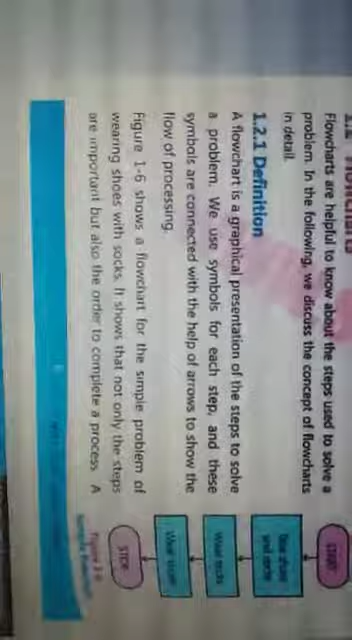 1.2 Flowcharts
Flowcharts are helpful to know about the steps used to solve a
problem. In the following, we discuss the concept of flowcharts
in detail.
1.2.1 Definition
A flowchart is a graphical presentation of the steps to solve
a problem. We use symbols for each step, and these
symbols are connected with the help of arrows to show the
flow of processing.
Figure 1-6 shows a flowchart for the simple problem of
wearing shoes with socks. It shows that not only the steps
are important but also the order to complete a process. A
START
and socks
Wear socks
Wear shoes
STOP